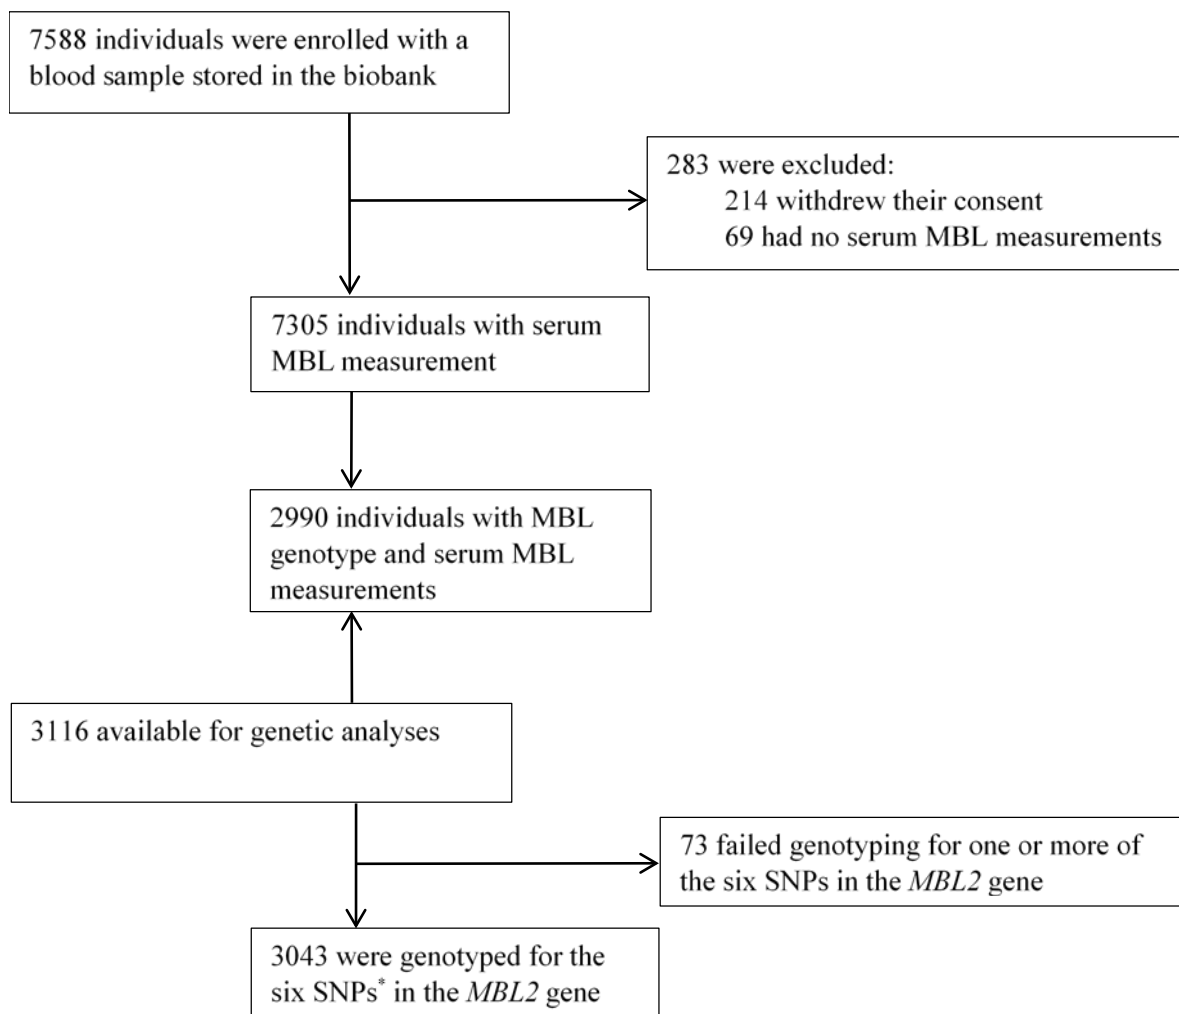 7588 individuals were enrolled with a
blood sample stored in the biobank
283 were excluded:
214 withdrew their consent
69 had no serum MBL measurements
7305 individuals with serum
MBL measurement
2990 individuals with MBL
genotype and serum MBL
measurements
3116 available for genetic analyses
73 failed genotyping for one or more of
the six SNPs in the MBL2 gene
3043 were genotyped for the
six SNPs* in the MBL2 gene